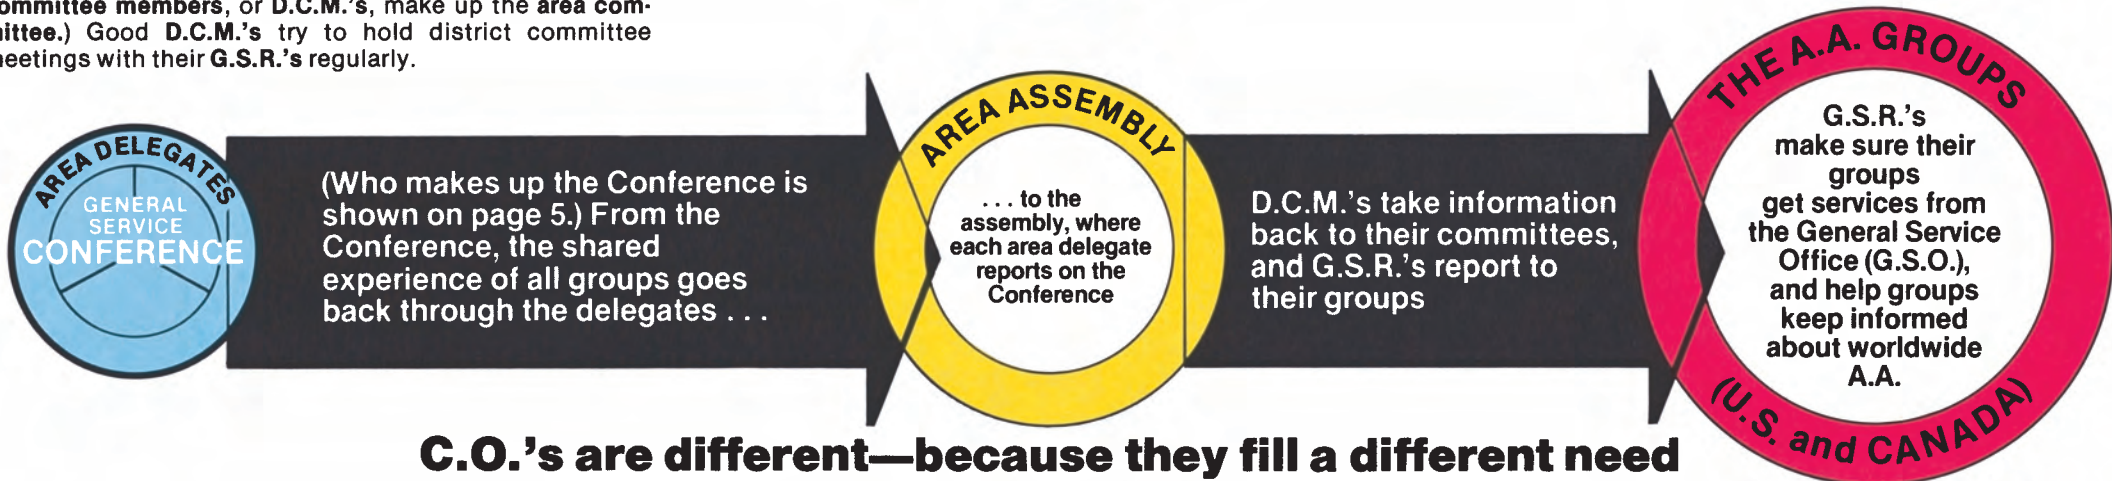 committee members, or D.C.M.'s, make up the area com-
mittee.) Good D.C.M.'s try to hold district committee
meetings with their G.S.R.'s regularly.
AREA DELEGATES
GENERAL
SERVICE
CONFERENCE
(Who makes up the Conference is
shown on page 5.) From the
Conference, the shared
experience of all groups goes
back through the delegates . . .
AREA ASSEMBLY
. . . to the
assembly, where
each area delegate
reports on the
Conference
D.C.M.'s take information
back to their committees,
and G.S.R.'s report to
their groups
THE A.A. GROUPS
G.S.R.'s
make sure their
groups
get services from
the General Service
Office (G.S.O.),
and help groups
keep informed
about worldwide
A.A.
(U.S. and CANADA)
C.O.'s are different—because they fill a different need